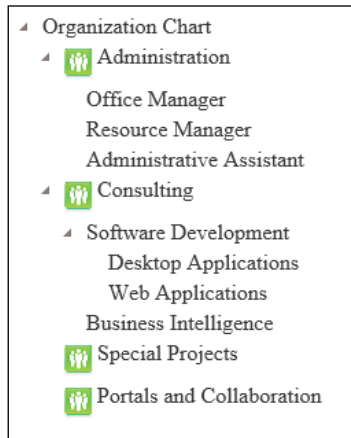 Organization Chart
Administration
Office Manager
Resource Manager
Administrative Assistant
Consulting
Software Development
Desktop Applications
Web Applications
Business Intelligence
Special Projects
Portals and Collaboration